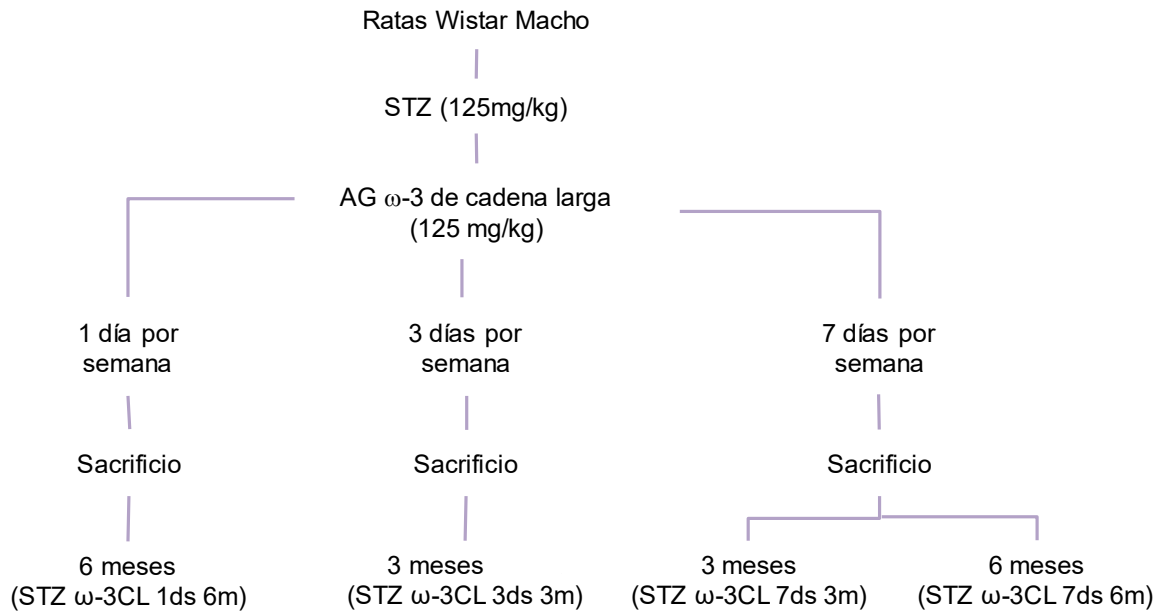 Ratas Wistar Macho
STZ (125mg/kg)
AG ω-3 de cadena larga
(125 mg/kg)
1 día por
semana
3 días por
semana
7 días por
semana
Sacrificio
Sacrificio
Sacrificio
6 meses
(STZ ω-3CL 1ds 6m)
3 meses
(STZ ω-3CL 3ds 3m)
3 meses
(STZ ω-3CL 7ds 3m)
6 meses
(STZ ω-3CL 7ds 6m)